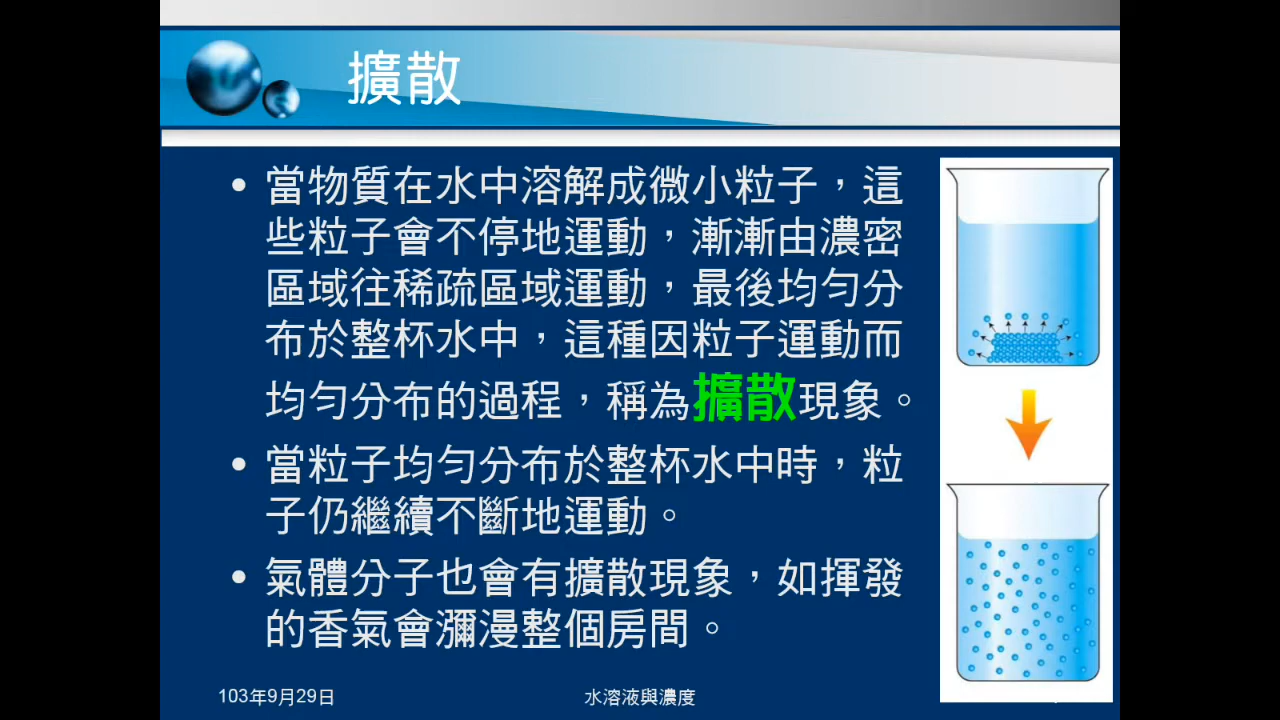 擴散
• 當物質在水中溶解成微小粒子，這
些粒子會不停地運動，漸漸由濃密
區域往稀疏區域運動，最後均勻分
布於整杯水中，這種因粒子運動而
均勻分布的過程，稱為擴散現象。
• 當粒子均勻分布於整杯水中時，粒
子仍繼續不斷地運動。
• 氣體分子也會有擴散現象，如揮發
的香氣會瀰漫整個房間。
103年9月29日
水溶液與濃度